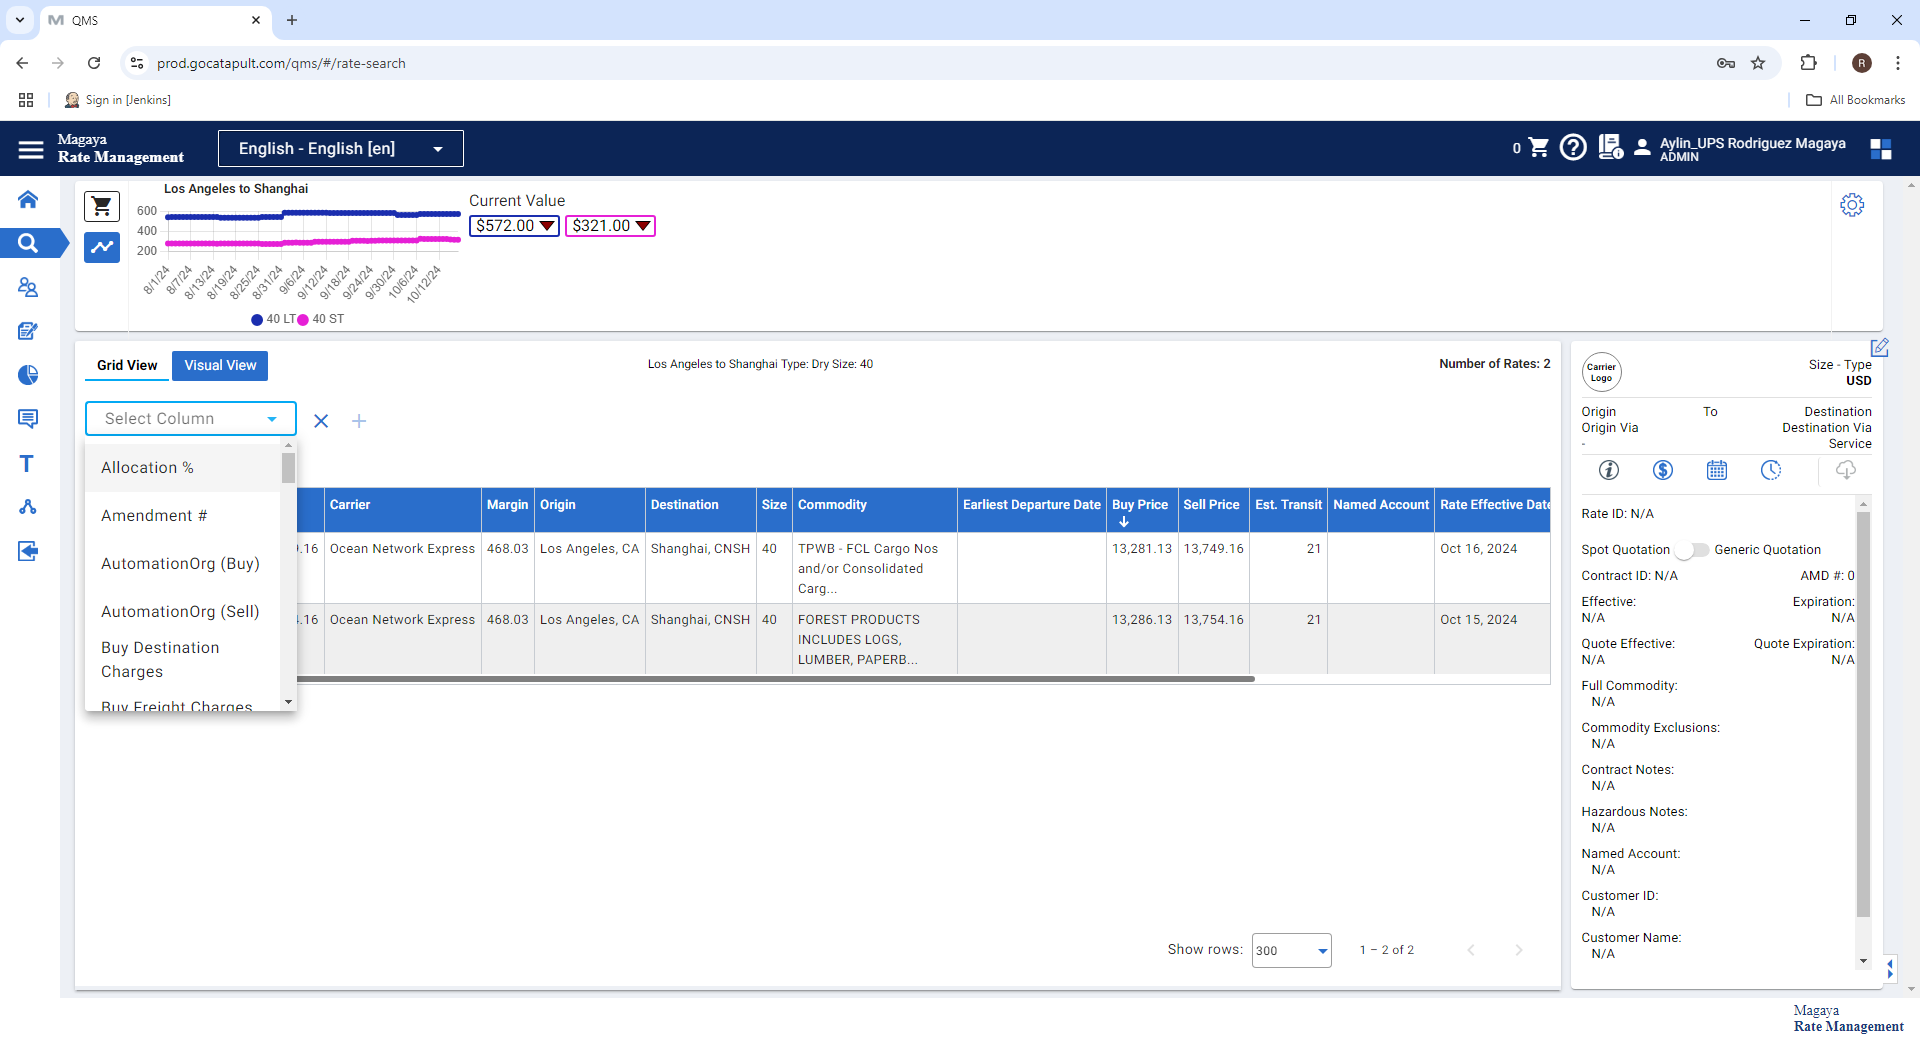 QMS
prod.gocatapult.com/qms/#/rate-search
R
Sign in [Jenkins]
All Bookmarks
Magaya
Rate Management
English - English [en]
0
Aylin_UPS Rodriguez Magaya
ADMIN
Los Angeles to Shanghai
600
400
200
8/1/24
8/7/24
8/13/24
8/19/24
8/25/24
8/31/24
9/6/24
9/12/24
9/18/24
9/24/24
9/30/24
10/6/24
10/12/24
40 LT 40 ST
Current Value
$572.00 $321.00
Grid View Visual View
Los Angeles to Shanghai Type: Dry Size: 40
Number of Rates: 2
Select Column
Allocation %
Amendment #
AutomationOrg (Buy)
AutomationOrg (Sell)
Buy Destination
Charges
Buy Freight Charges
Carrier Margin Origin Destination Size Commodity Earliest Departure Date Buy Price Sell Price Est. Transit Named Account Rate Effective Date
.16 Ocean Network Express 468.03 Los Angeles, CA Shanghai, CNSH 40 TPWB - FCL Cargo Nos 13,281.13 13,749.16 21 Oct 16, 2024
and/or Consolidated
Carg...
.16 Ocean Network Express 468.03 Los Angeles, CA Shanghai, CNSH 40 FOREST PRODUCTS 13,286.13 13,754.16 21 Oct 15, 2024
INCLUDES LOGS,
LUMBER, PAPERB...
Show rows: 300 1 – 2 of 2
Carrier
Logo
Size - Type
USD
Origin To Destination
Origin Via Destination Via
- Service
Rate ID: N/A
Spot Quotation Generic Quotation
Contract ID: N/A AMD #: 0
Effective: Expiration:
N/A N/A
Quote Effective: Quote Expiration:
N/A N/A
Full Commodity:
N/A
Commodity Exclusions:
N/A
Contract Notes:
N/A
Hazardous Notes:
N/A
Named Account:
N/A
Customer ID:
N/A
Customer Name:
N/A
Magaya
Rate Management